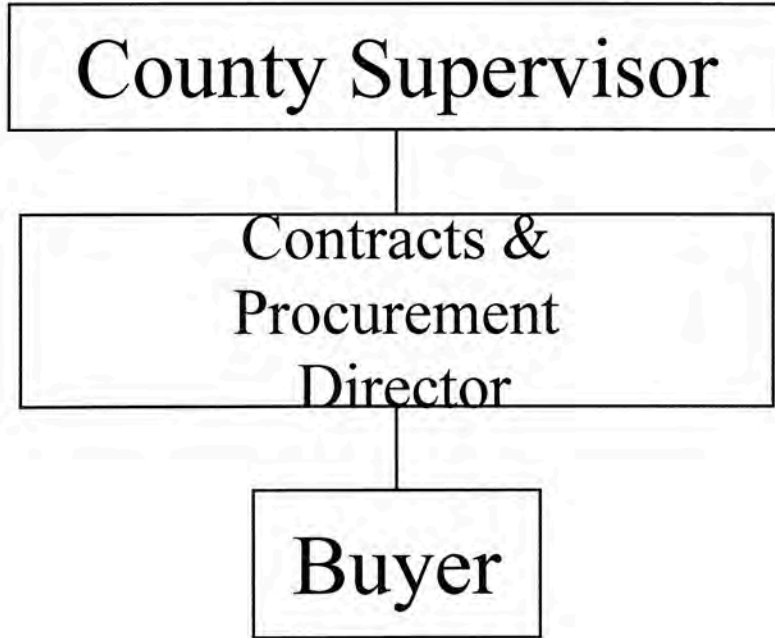 County Supervisor
Contracts &
Procurement
Director
Buyer